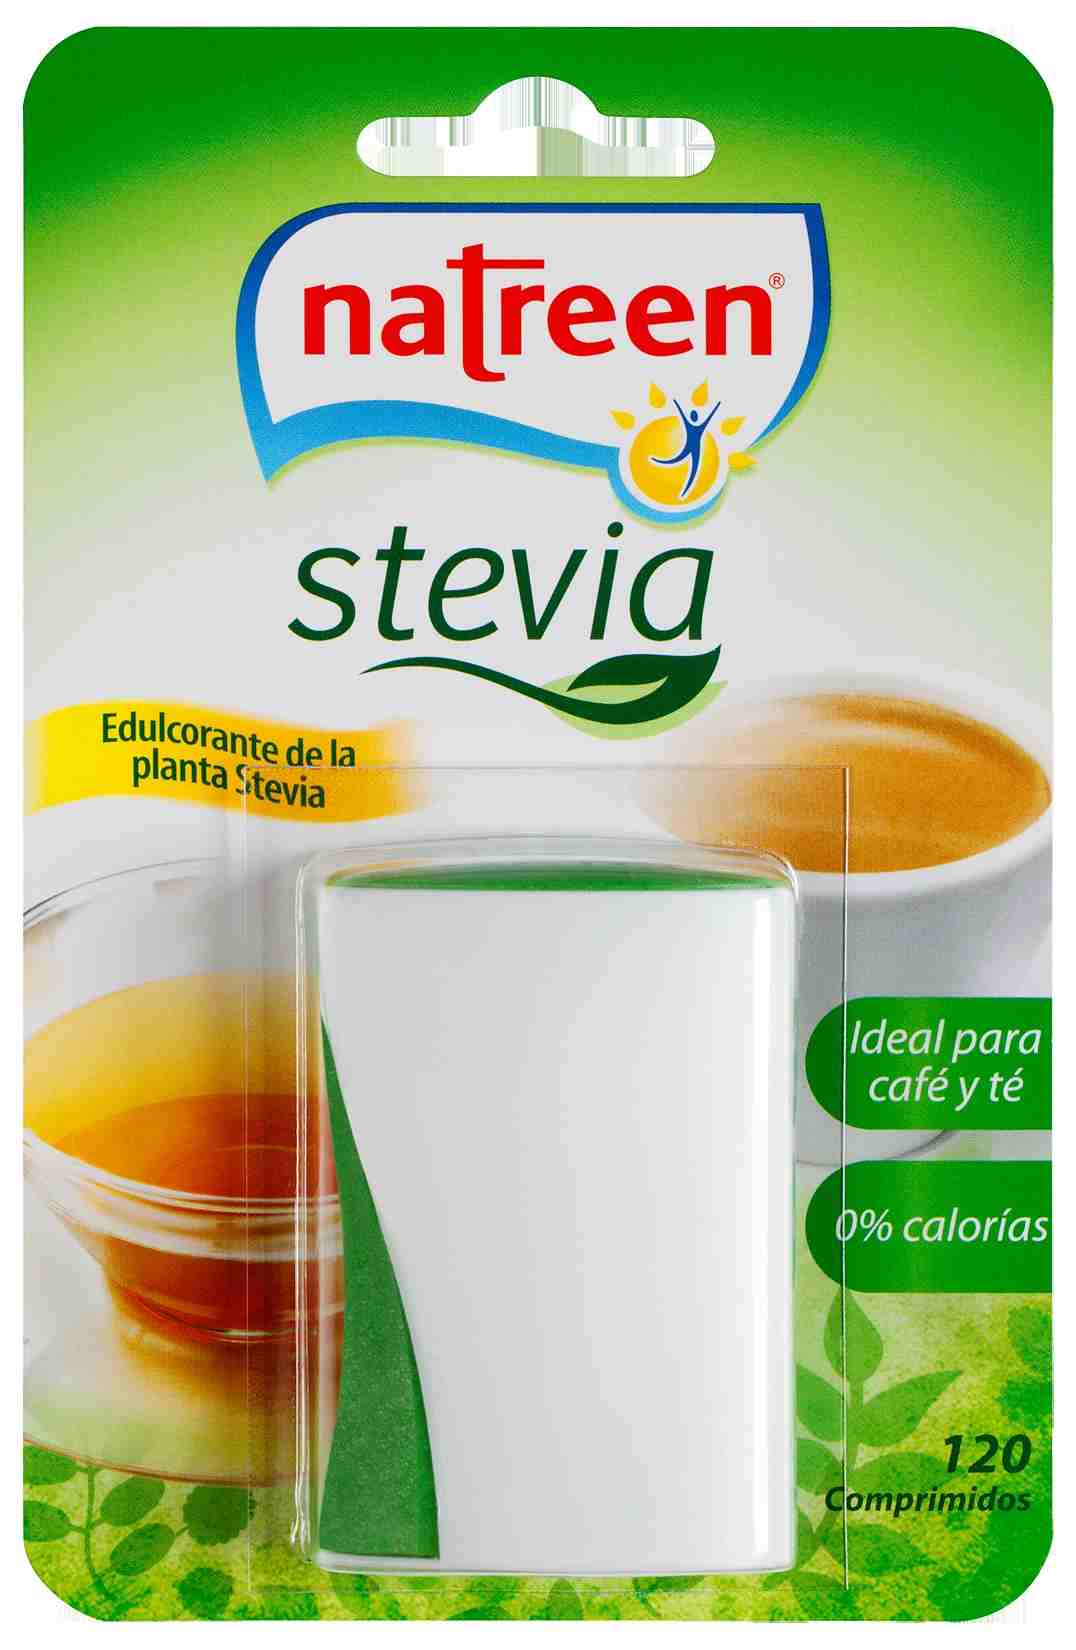 natreen®
stevia
Edulcorante de la
planta Stevia
Ideal para
café y té
0% calorías
120
Comprimidos